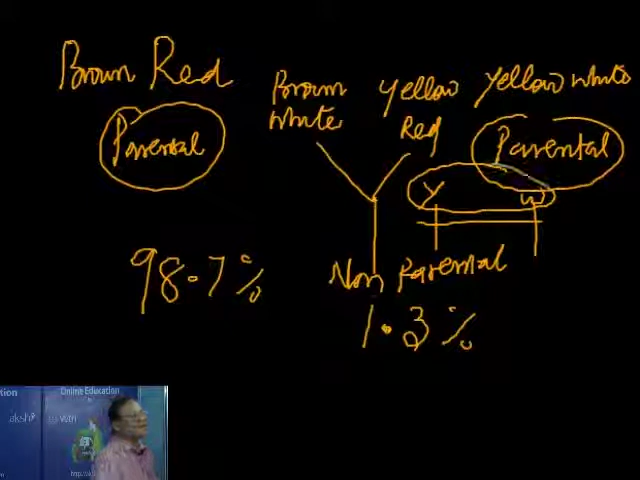 Brown Red
Brown
White
Yellow
Red
Yellow White
Parental
Parental
Y
W
98.7%
Non Parental
1.3%
Online Education